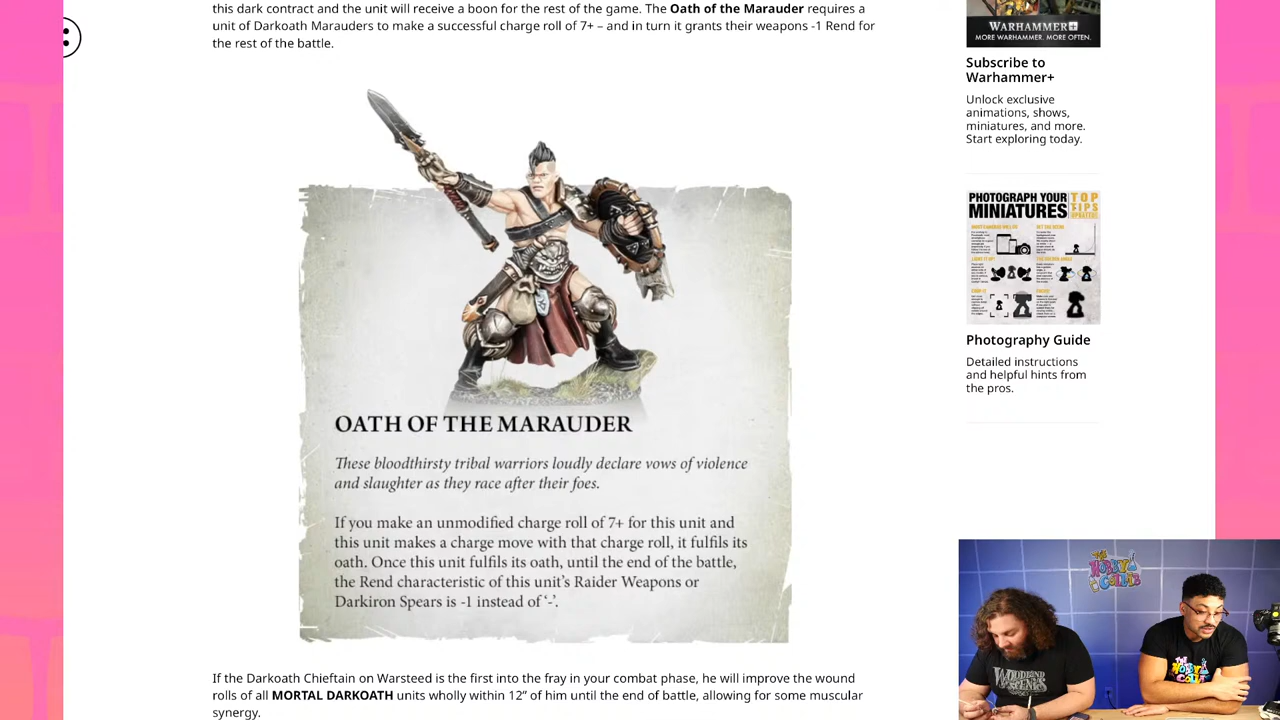 this dark contract and the unit will receive a boon for the rest of the game. The Oath of the Marauder requires a
unit of Darkoath Marauders to make a successful charge roll of 7+ – and in turn it grants their weapons -1 Rend for
the rest of the battle.
OATH OF THE MARAUDER
These bloodthirsty tribal warriors loudly declare vows of violence
and slaughter as they race after their foes.
If you make an unmodified charge roll of 7+ for this unit and
this unit makes a charge move with that charge roll, it fulfils its
oath. Once this unit fulfils its oath, until the end of the battle,
the Rend characteristic of this unit's Raider Weapons or
Darkiron Spears is -1 instead of '-'.
If the Darkoath Chieftain on Warsteed is the first into the fray in your combat phase, he will improve the wound
rolls of all MORTAL DARKOATH units wholly within 12” of him until the end of battle, allowing for some muscular
synergy.
WARHAMMER+
MORE WARHAMMER. MORE OFTEN.
Subscribe to
Warhammer+
Unlock exclusive
animations, shows,
miniatures, and more.
Start exploring today.
PHOTOGRAPH YOUR
MINIATURES
TOP
TIPS
Photography Guide
Detailed instructions
and helpful hints from
the pros.